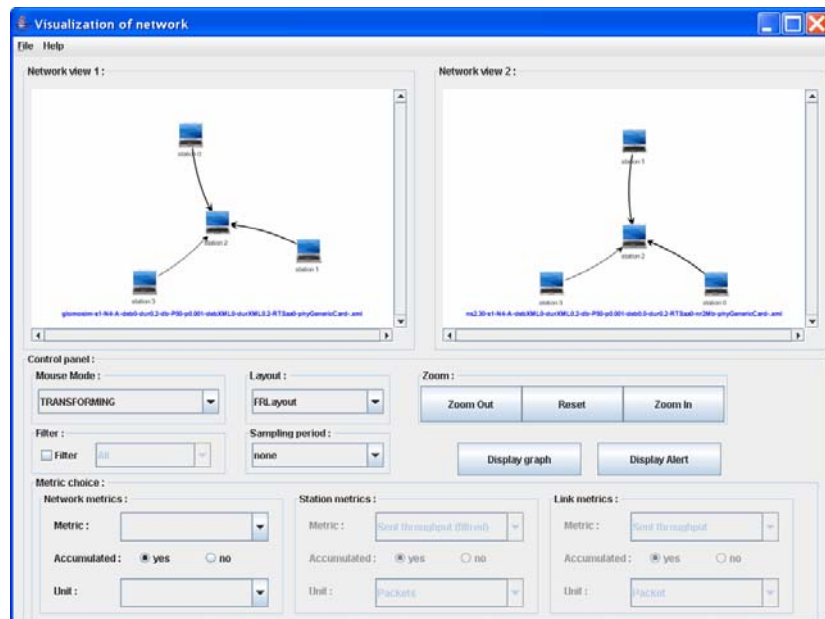 Visualization of network
File Help
Network view 1 :
Network view 2 :
station 0
station 2
station 1
station 3
station 1
station 2
station 0
Control panel :
Mouse Mode :
Layout :
Zoom :
TRANSFORMING
FRLayout
Zoom Out
Reset
Zoom In
Filter :
Sampling period :
Filter
All
none
Display graph
Display Alert
Metric choice :
Network metrics :
Station metrics :
Link metrics :
Metric :
Metric : Sent throughput (filtred)
Metric : Sent throughput
Accumulated : yes no
Accumulated : yes no
Accumulated : yes no
Unit :
Unit : Packets
Unit : Packet